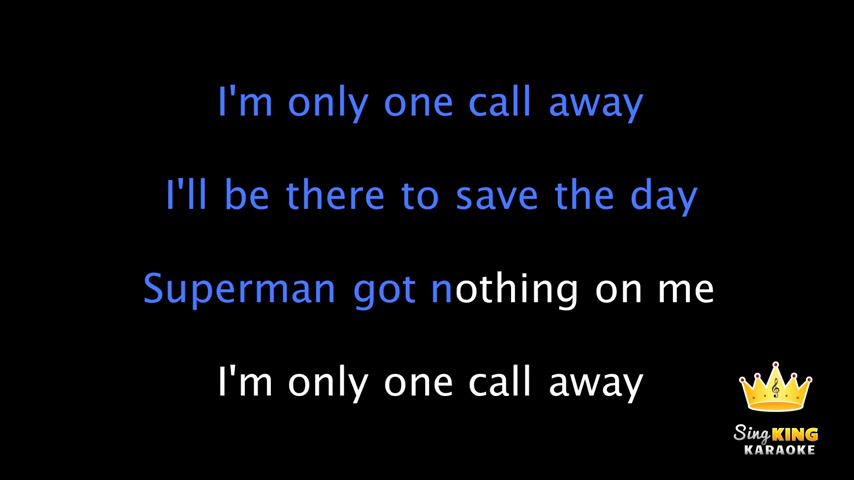 I'm only one call away
I'll be there to save the day
Superman got nothing on me
I'm only one call away
Sing KING
KARAOKE